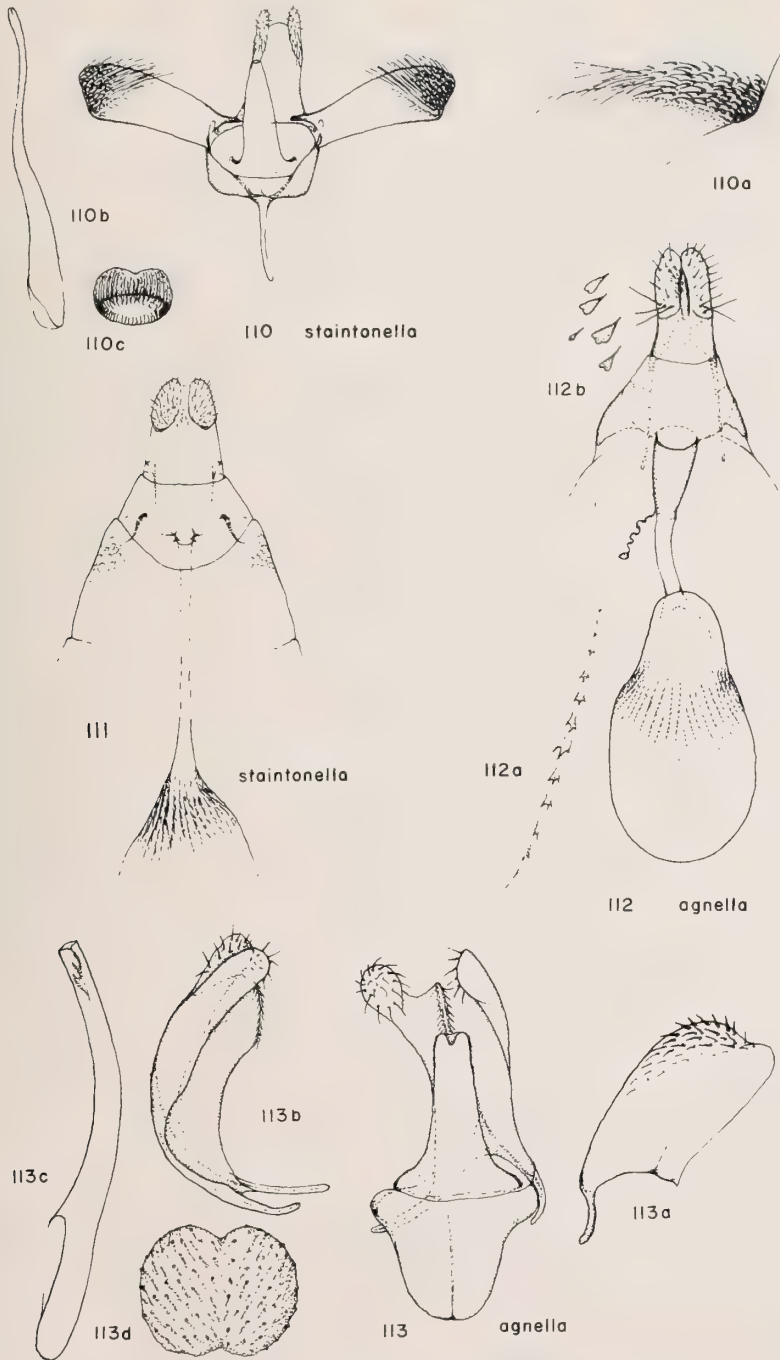 110a
110b
110c
110 staintonella
112b
111
staintonella
112a
112 agnella
113b
113c
113a
113d
113 agnella